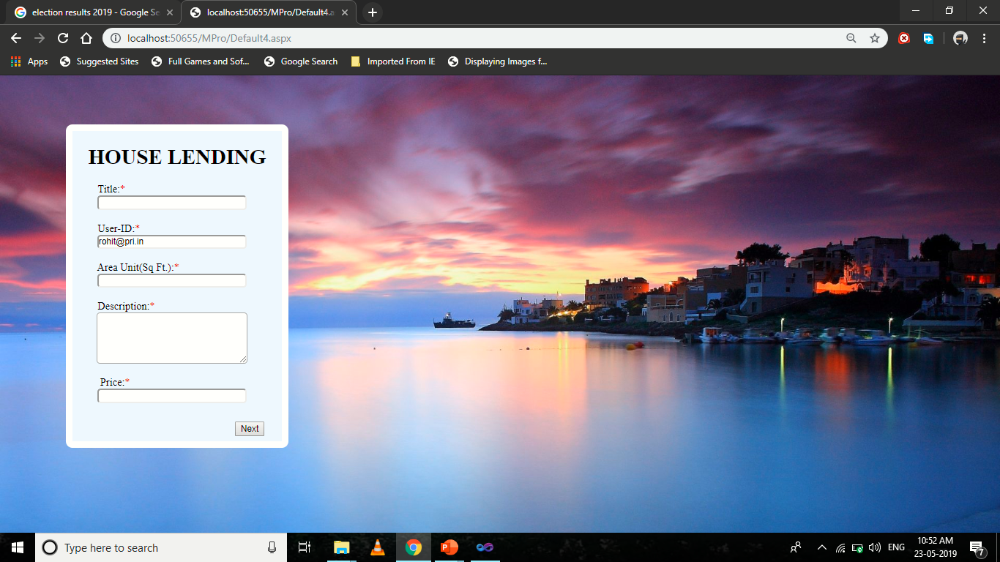 election results 2019 - Google Se
localhost:50655/MPro/Default4.a
localhost:50655/MPro/Default4.aspx
Apps
Suggested Sites
Full Games and Sof...
Google Search
Imported From IE
Displaying Images f...
HOUSE LENDING
Title:*
User-ID:*
rohit@pri.in
Area Unit(Sq Ft.):*
Description:*
Price:*
Next
Type here to search
ENG
10:52 AM
23-05-2019
7